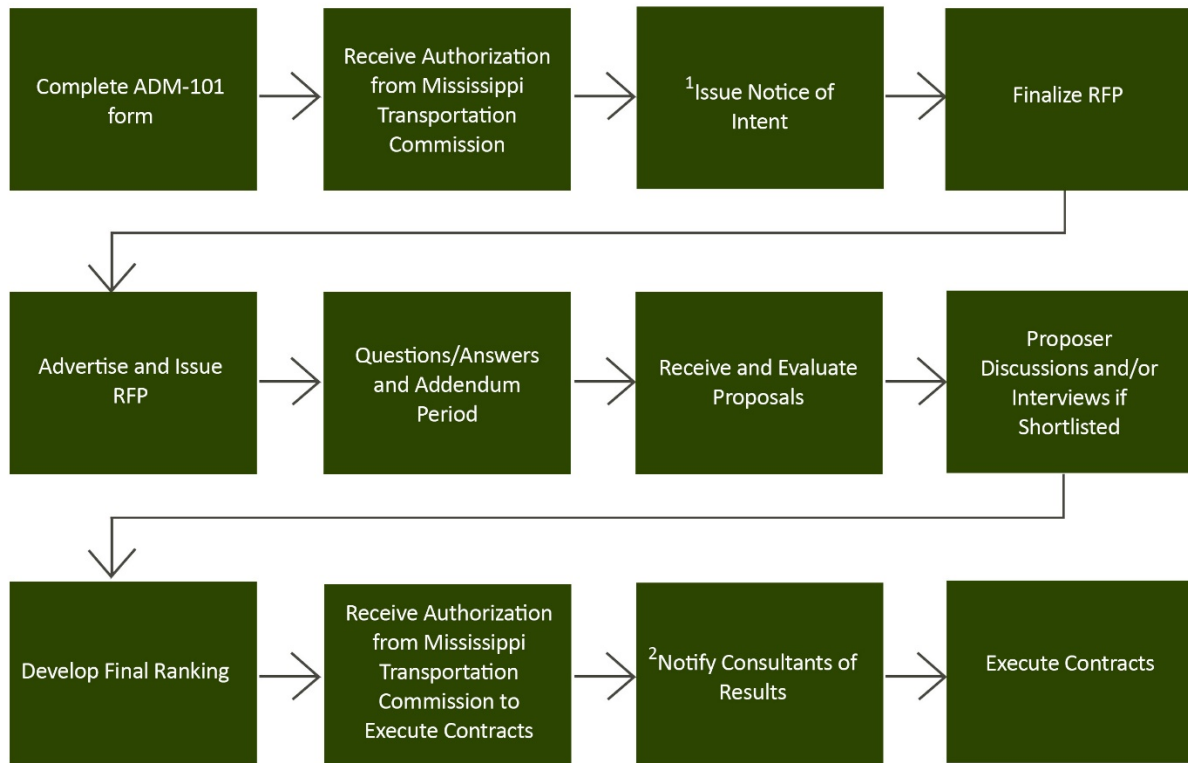 Complete ADM-101
form
Receive Authorization
from Mississippi
Transportation
Commission
1Issue Notice of
Intent
Finalize RFP
Advertise and Issue
RFP
Questions/Answers
and Addendum
Period
Receive and Evaluate
Proposals
Proposer
Discussions and/or
Interviews if
Shortlisted
Develop Final Ranking
Receive Authorization
from Mississippi
Transportation
Commission to
Execute Contracts
2Notify Consultants of
Results
Execute Contracts